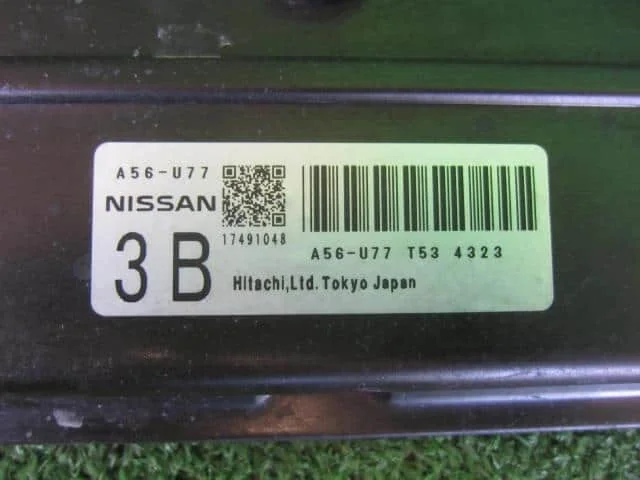 A56-U77
NISSAN
3B
17491048
A56-U77 T53 4323
Hitachi,Ltd.Tokyo Japan